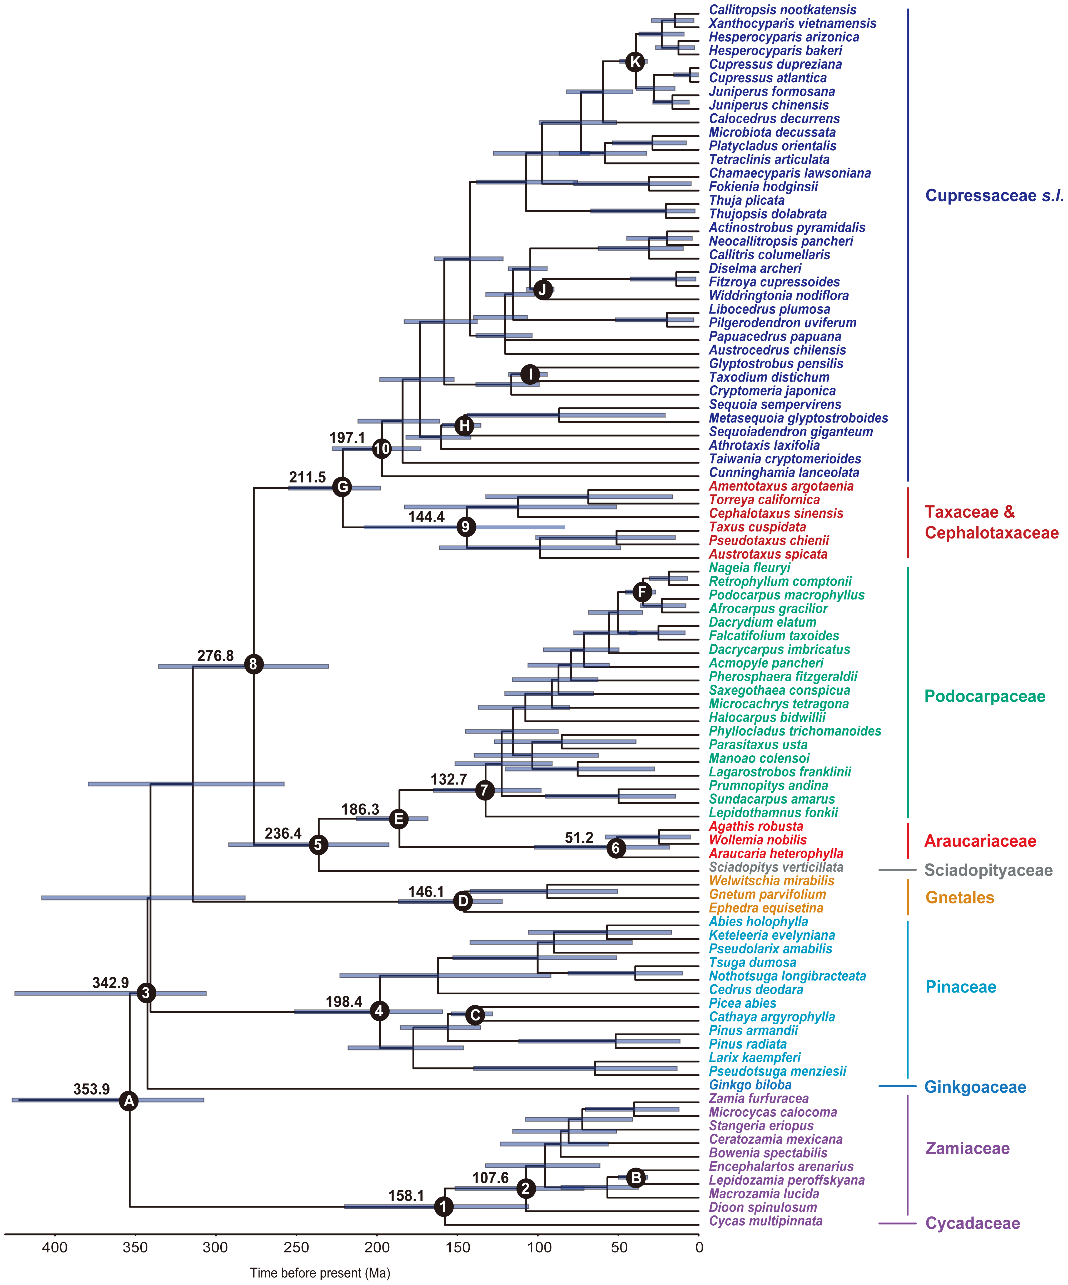 Callitropsis nootkatensis
Xanthocyparis vietnamensis
Hesperocyparis arizonica
Hesperocyparis bakeri
K
Cupressus dupreziana
Cupressus atlantica
Juniperus formosana
Juniperus chinensis
Calocedrus decurrens
Microbiota decussata
Platycladus orientalis
Tetraclinis articulata
Chamaecyparis lawsoniana
Fokienia hodginsii
Cupressaceae s.l.
Thuja plicata
Thujopsis dolabrata
Actinostrobus pyramidalis
Neocallitropsis pancheri
Callitris columellaris
Diselma archeri
Fitzroya cupressoides
J
Widdringtonia nodiflora
Libocedrus plumosa
Pilgerodendron uviferum
Papuacedrus papuana
Austrocedrus chilensis
Glyptostrobus pensilis
I
Taxodium distichum
Cryptomeria japonica
Sequoia sempervirens
Metasequoia glyptostroboides
H
Sequoiadendron giganteum
197.1
10
Athrotaxis laxifolia
Taiwania cryptomerioides
Cunninghamia lanceolata
211.5
G
Amentotaxus argotaenia
Torreya californica
Cephalotaxus sinensis
Taxaceae &
Cephalotaxaceae
144.4
9
Taxus cuspidata
Pseudotaxus chienii
Austrotaxus spicata
Nageia fleuryi
Retrophyllum comptonii
F
Podocarpus macrophyllus
Afrocarpus gracilior
Dacrydium elatum
Falcatifolium taxoides
Dacrycarpus imbricatus
276.8
8
Acmopyle pancheri
Pherosphaera fitzgeraldii
Saxegothaea conspicua
Podocarpaceae
Microcachrys tetragona
Halocarpus bidwillii
Phyllocladus trichomanoides
Parasitaxus usta
Manoao colensoi
Lagarostrobos franklinii
132.7
7
Prumnopitys andina
Sundacarpus amarus
186.3
E
Lepidothamnus fonkii
Agathis robusta
236.4
5
51.2
6
Wollemia nobilis
Araucariaceae
Araucaria heterophylla
Sciadopitys verticillata
Sciadopityaceae
Welwitschia mirabilis
146.1
D
Gnetum parvifolium
Gnetales
Ephedra equisetina
Abies holophylla
Keteleeria evelyniana
Pseudolarix amabilis
Tsuga dumosa
Nothotsuga longibracteata
342.9
3
Cedrus deodara
Pinaceae
198.4
4
Picea abies
C
Cathaya argyrophylla
Pinus armandii
Pinus radiata
Larix kaempferi
Pseudotsuga menziesii
Ginkgo biloba
Ginkgoaceae
353.9
A
Zamia furfuracea
Microcycas calocoma
Stangeria eriopus
Ceratozamia mexicana
Zamiaceae
Bowenia spectabilis
Encephalartos arenarius
107.6
2
B
Lepidozamia peroffskyana
Macrozamia lucida
158.1
1
Dioon spinulosum
Cycas multipinnata
Cycadaceae
400 350 300 250 200 150 100 50 0
Time before present (Ma)